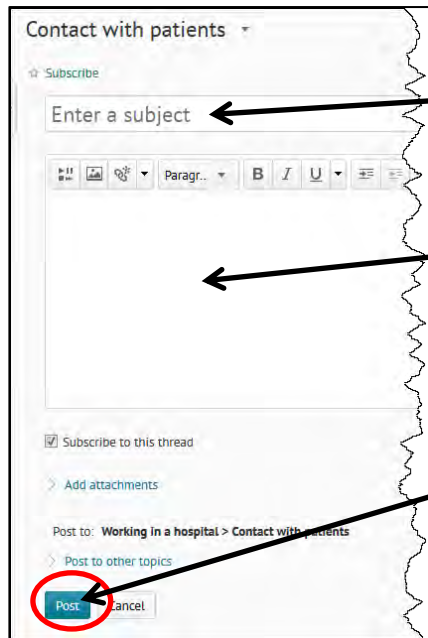 Contact with patients
Subscribe
Enter a subject
Paragr..
B I U
Subscribe to this thread
Add attachments
Post to: Working in a hospital > Contact with patients
Post to other topics
Post Cancel